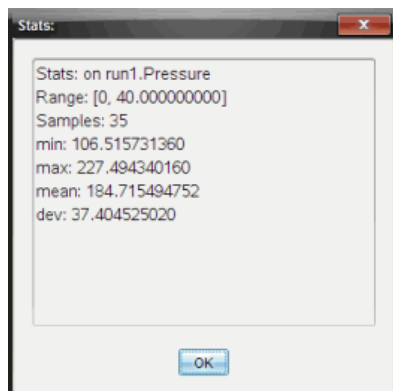 Stats:
Stats: on run1.Pressure
Range: [0, 40.000000000]
Samples: 35
min: 106.515731360
max: 227.494340160
mean: 184.715494752
dev: 37.404525020
OK